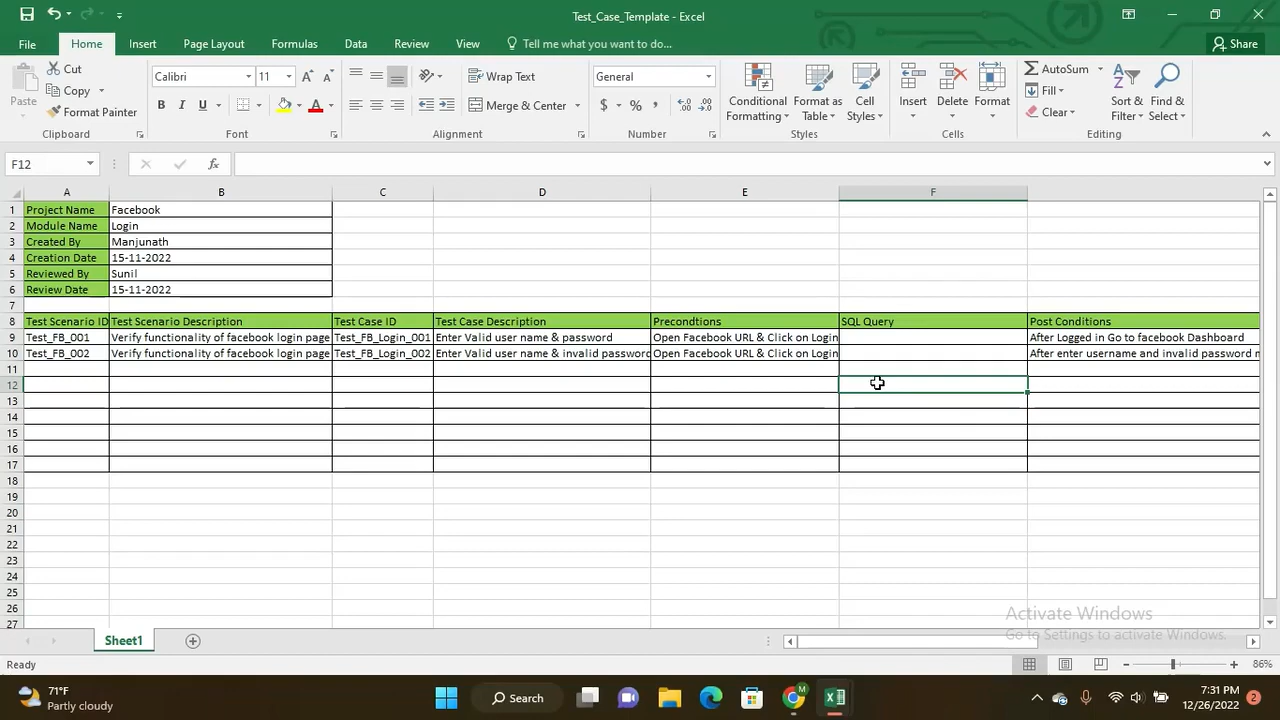 Test_Case_Template - Excel
File Home Insert Page Layout Formulas Data Review View Tell me what you want to do... Share
Paste Cut Calibri 11 Wrap Text General Conditional Formatting Format as Table Cell Styles Insert Delete Format AutoSum Sort & Filter Find & Select
Copy Merge & Center Fill
Format Painter Clear
Clipboard Font Alignment Number Styles Cells Editing
F12 fx
A B C D E F
1 Project Name Facebook
2 Module Name Login
3 Created By Manjunath
4 Creation Date 15-11-2022
5 Reviewed By Sunil
6 Review Date 15-11-2022
7
8 Test Scenario ID Test Scenario Description Test Case ID Test Case Description Precondtions SQL Query Post Conditions
9 Test_FB_001 Verify functionality of facebook login page Test_FB_Login_001 Enter Valid user name & password Open Facebook URL & Click on Login After Logged in Go to facebook Dashboard
10 Test_FB_002 Verify functionality of facebook login page Test_FB_Login_002 Enter Valid user name & invalid password Open Facebook URL & Click on Login After enter username and invalid password
11
12
13
14
15
16
17
18
19
20
21
22
23
24
25
26
27
Activate Windows
Go to Settings to activate Windows.
Sheet1
Ready 86%
71°F
Partly cloudy
Search
7:31 PM
12/26/2022
2